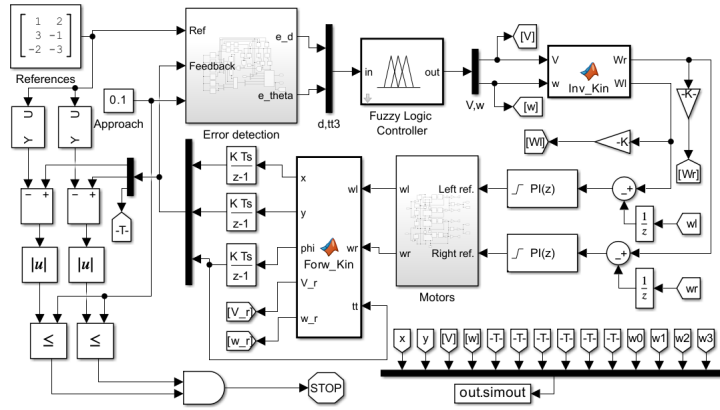 1 2
3 -1
-2 -3
References
Ref
Feedback
e_d
e_theta
Error detection
0.1
Approach
d,tt3
in
out
Fuzzy Logic
Controller
V,w
[V]
[w]
V
w
Wr
Wl
Inv_Kin
-K-
[Wr]
-K
[Wl]
U
Y
U
Y
-T-
- +
- +
|u|
|u|
≤
≤
K Ts
z-1
K Ts
z-1
K Ts
z-1
x
y
phi
V_r
w_r
wl
wr
tt
Forw_Kin
[V_r]
[w_r]
wl
wr
Left ref.
Right ref.
Motors
PI(z)
PI(z)
-+
-+
1
z
1
z
wl
wr
STOP
x y [V] [w] -T- -T- -T- -T- -T- w0 w1 w2 w3
out.simout